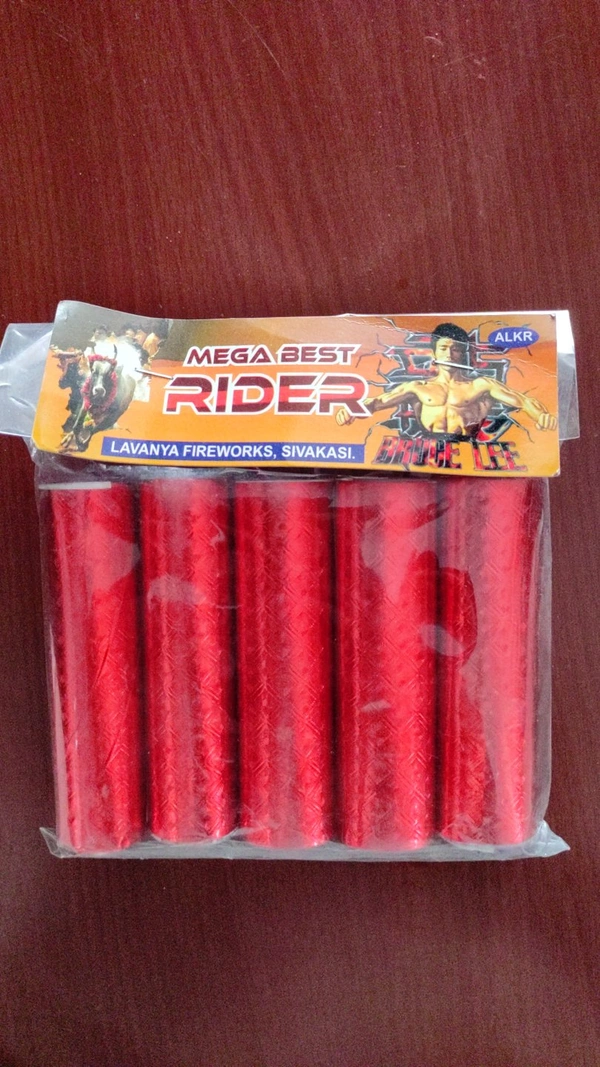 MEGA BEST
RIDER
ALKR
LAVANYA FIREWORKS, SIVAKASI.
BRUCE LEE